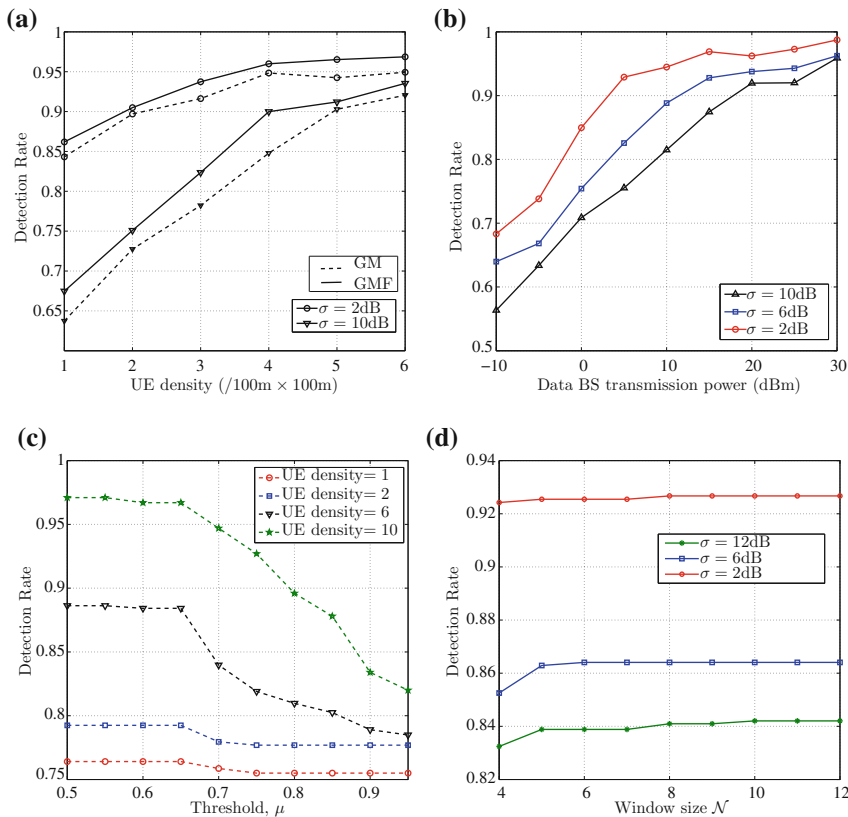 (a)
1
0.95
0.9
0.85
0.8
0.75
0.7
0.65
Detection Rate
GM
GMF
σ = 2dB
σ = 10dB
1 2 3 4 5 6
UE density (/100m × 100m)
(b)
1
0.9
0.8
0.7
0.6
0.5
Detection Rate
σ = 10dB
σ = 6dB
σ = 2dB
−10 0 10 20 30
Data BS transmission power (dBm)
(c)
1
0.95
0.9
0.85
0.8
0.75
Detection Rate
UE density= 1
UE density= 2
UE density= 6
UE density= 10
0.5 0.6 0.7 0.8 0.9
Threshold, μ
(d)
0.94
0.92
0.9
0.88
0.86
0.84
0.82
Detection Rate
σ = 12dB
σ = 6dB
σ = 2dB
4 6 8 10 12
Window size 𝒩